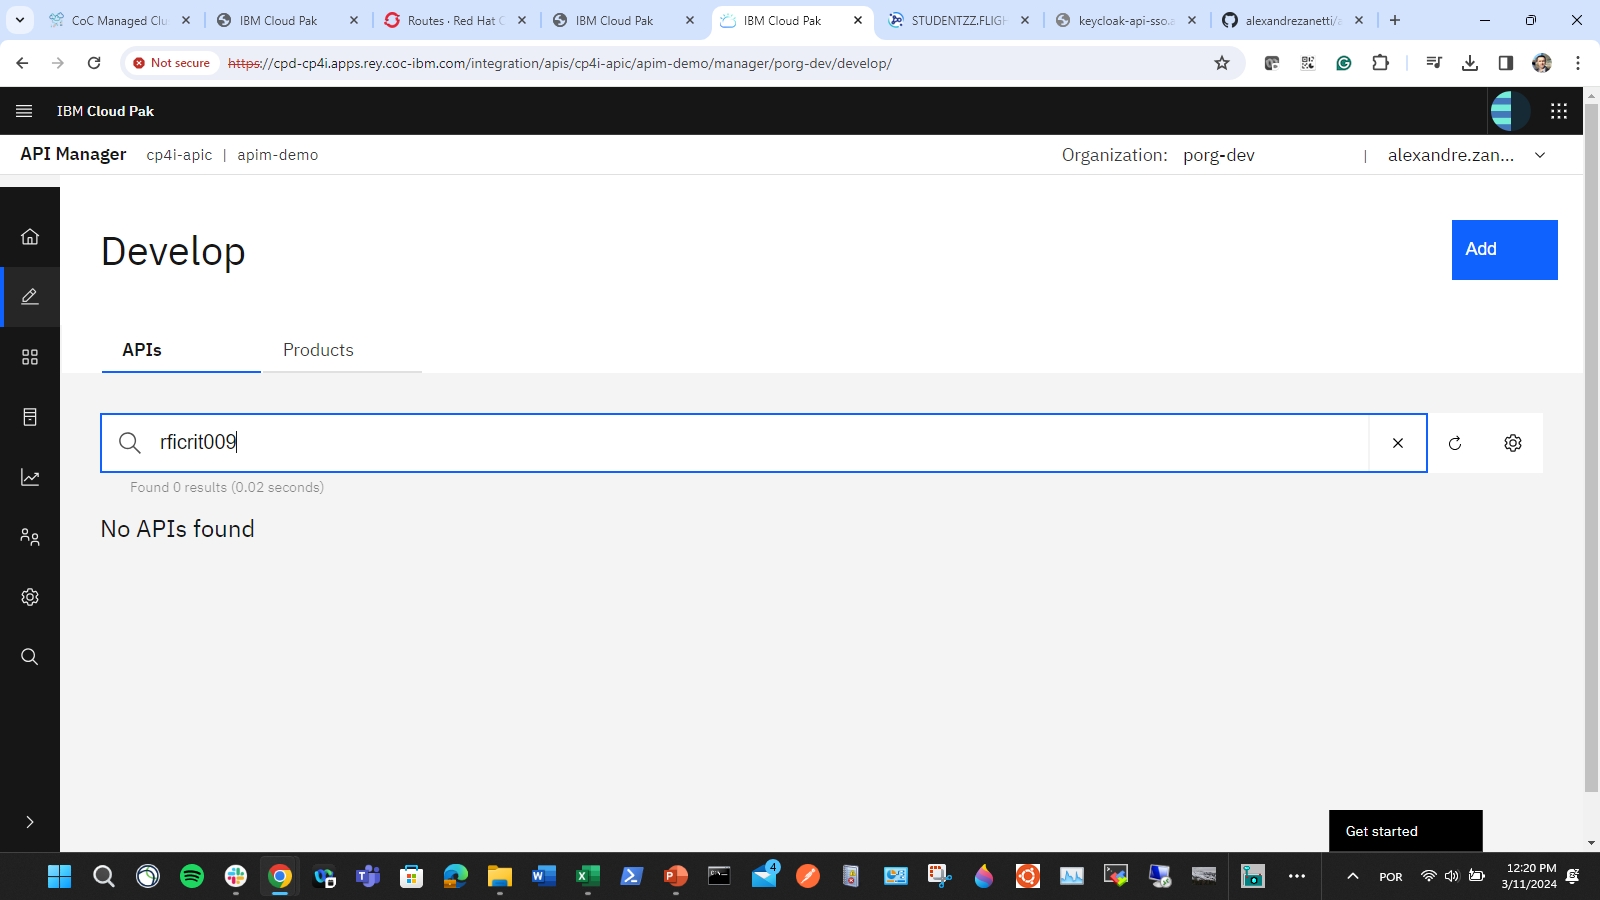 CoC Managed Clu
IBM Cloud Pak
Routes · Red Hat C
IBM Cloud Pak
IBM Cloud Pak
STUDENTZZ.FLIGH
keycloak-api-sso.a
alexandrezanetti/a
Not secure
https://cpd-cp4i.apps.rey.coc-ibm.com/integration/apis/cp4i-apic/apim-demo/manager/porg-dev/develop/
IBM Cloud Pak
API Manager cp4i-apic | apim-demo
Organization: porg-dev | alexandre.zan...
Develop
Add
APIs
Products
rficrit009
Found 0 results (0.02 seconds)
No APIs found
Get started
4
POR
12:20 PM
3/11/2024